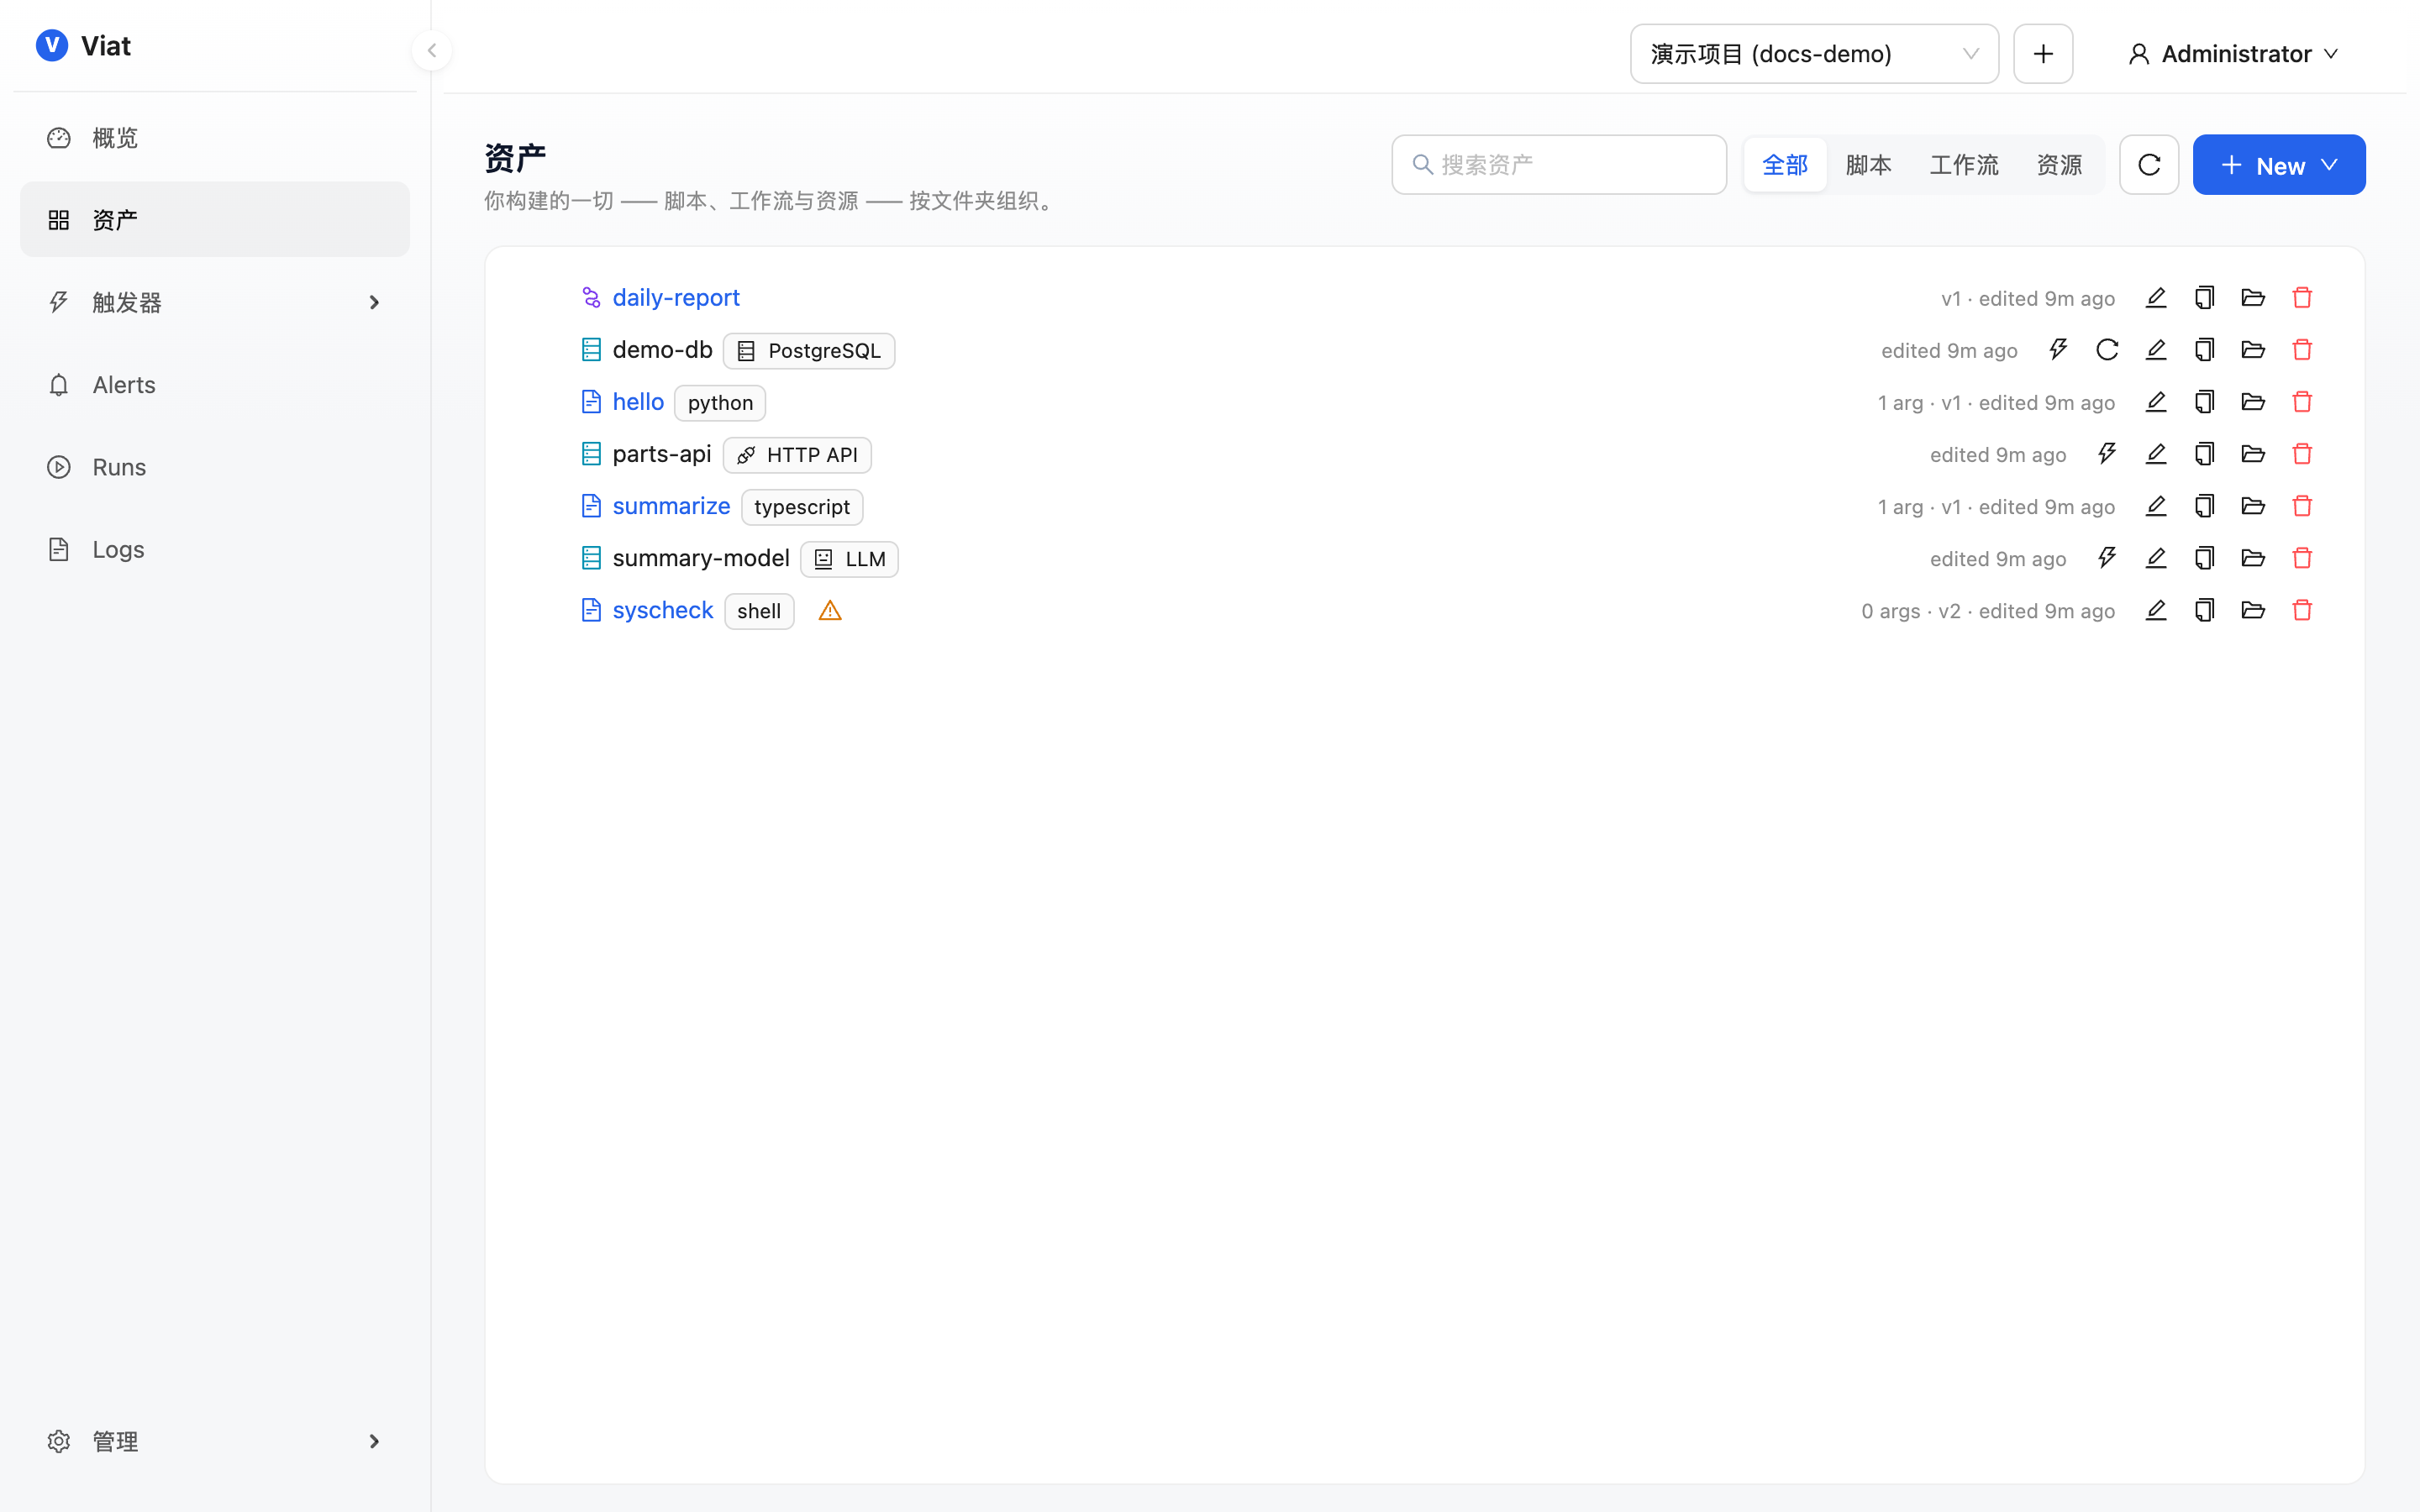 V Viat
演示项目 (docs-demo)
Administrator
概览
资产
触发器
Alerts
Runs
Logs
管理
资产
你构建的一切 —— 脚本、工作流与资源 —— 按文件夹组织。
搜索资产
全部 脚本 工作流 资源
New
daily-report v1 · edited 9m ago
demo-db PostgreSQL edited 9m ago
hello python 1 arg · v1 · edited 9m ago
parts-api HTTP API edited 9m ago
summarize typescript 1 arg · v1 · edited 9m ago
summary-model LLM edited 9m ago
syscheck shell 0 args · v2 · edited 9m ago